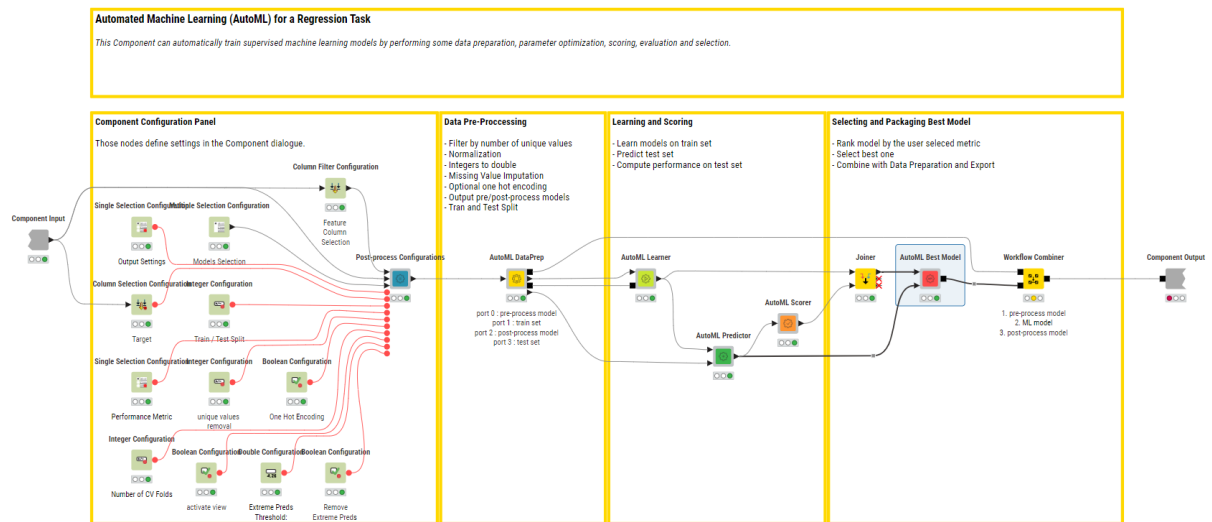 Automated Machine Learning (AutoML) for a Regression Task
This Component can automatically train supervised machine learning models by performing some data preparation, parameter optimization, scoring, evaluation and selection.
Component Configuration Panel
Those nodes define settings in the Component dialogue.
Column Filter Configuration
Feature
Column
Selection
Component Input
Single Selection Configuration
Multiple Selection Configuration
Output Settings
Models Selection
Post-process Configurations
Column Selection Configuration
Integer Configuration
Target
Train / Test Split
Single Selection Configuration
Integer Configuration
Boolean Configuration
Performance Metric
unique values
removal
One Hot Encoding
Integer Configuration
Number of CV Folds
Boolean Configuration
Double Configuration
Boolean Configuration
activate view
Extreme Preds
Threshold:
Remove
Extreme Preds
Data Pre-Proccessing
- Filter by number of unique values
- Normalization
- Integers to double
- Missing Value Imputation
- Optional one hot encoding
- Output pre/post-process models
- Tran and Test Split
AutoML DataPrep
port 0 : pre-process model
port 1 : train set
port 2 : post-process model
port 3 : test set
Learning and Scoring
- Learn models on train set
- Predict test set
- Compute performance on test set
AutoML Learner
AutoML Predictor
AutoML Scorer
Selecting and Packaging Best Model
- Rank model by the user seleced metric
- Select best one
- Combine with Data Preparation and Export
Joiner
AutoML Best Model
Workflow Combiner
1. pre-process model
2. ML model
3. post-process model
Component Output